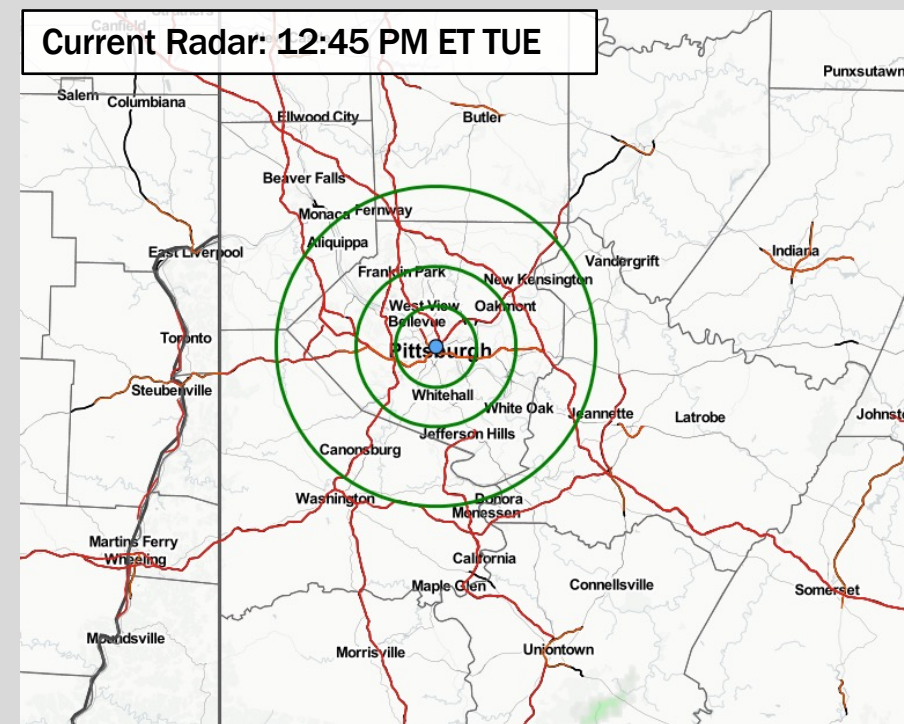 Current Radar: 12:45 PM ET TUE
Canfield
Punxsutawn
Salem
Columbiana
Ellwood City
Butler
Beaver Falls
Monaca
Fernway
Aliquippa
East Liverpool
Indiana
Vandergrift
Franklin Park
New Kensington
West View
Oakmont
Bellevue
Toronto
Pittsburgh
Steubenville
Whitehall
White Oak
Jeannette
Latrobe
Johnst
Jefferson Hills
Canonsburg
Washington
Donora
Monessen
Martins Ferry
Wheeling
California
Maple Glen
Connellsville
Somerset
Moundsville
Morrisville
Uniontown